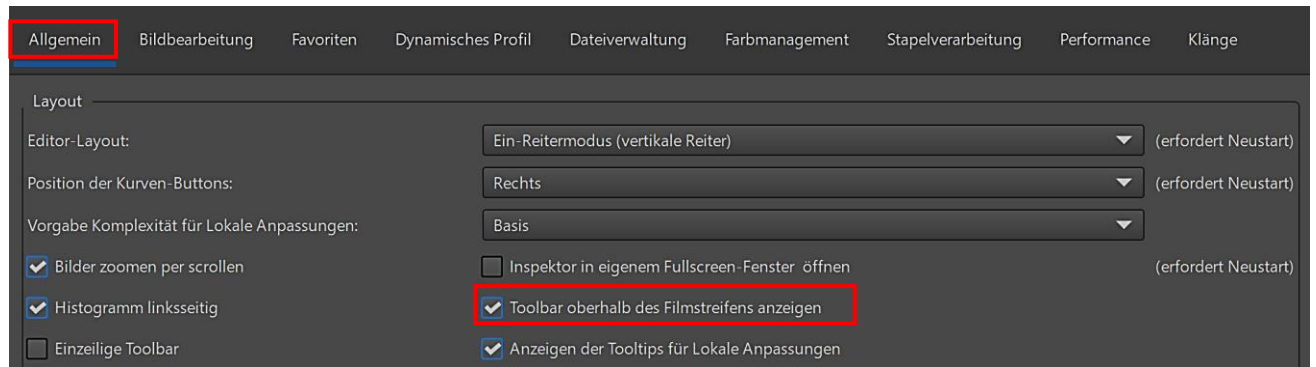 Allgemein Bildbearbeitung Favoriten Dynamisches Profil Dateiverwaltung Farbmanagement Stapelverarbeitung Performance Klänge
Layout
Editor-Layout: Ein-Reitermodus (vertikale Reiter) (erfordert Neustart)
Position der Kurven-Buttons: Rechts (erfordert Neustart)
Vorgabe Komplexität für Lokale Anpassungen: Basis
Bilder zoomen per scrollen Inspektor in eigenem Fullscreen-Fenster öffnen (erfordert Neustart)
Histogramm linksseitig Toolbar oberhalb des Filmstreifens anzeigen
Einzeilige Toolbar Anzeigen der Tooltips für Lokale Anpassungen